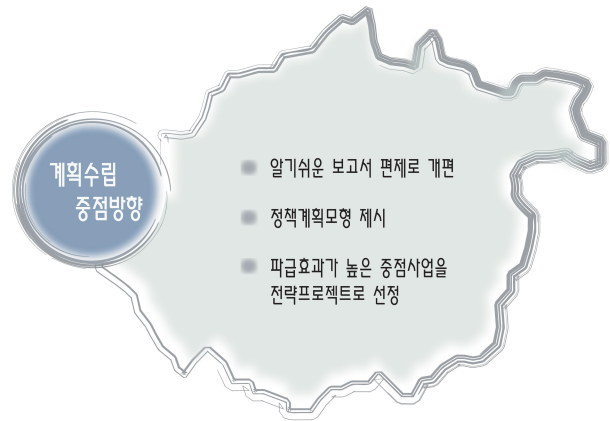 계획수립
중점방향
알기쉬운 보고서 편제로 개편
정책계획모형 제시
파급효과가 높은 중점사업을
전략프로젝트로 선정